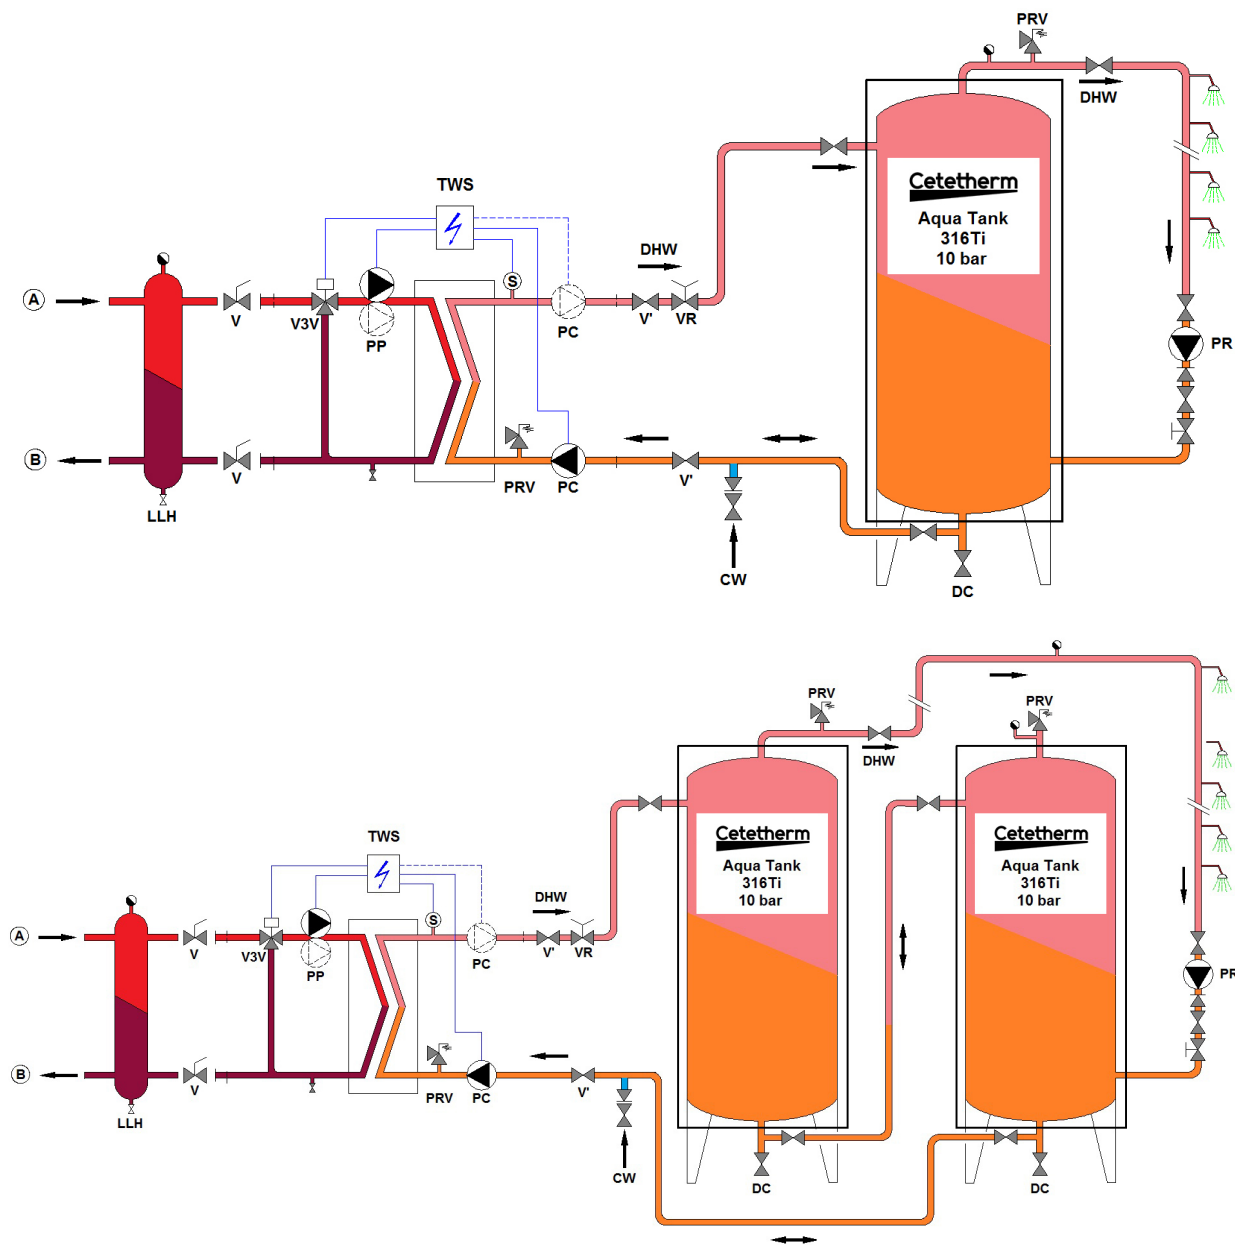 PRV
DHW
Cetetherm
Aqua Tank
316Ti
10 bar
TWS
DHW
S
A
V
V3V
PP
PC
V'
VR
PR
B
V
LLH
PRV
PC
V'
CW
DC
PRV
PRV
DHW
Cetetherm
Aqua Tank
316Ti
10 bar
Cetetherm
Aqua Tank
316Ti
10 bar
TWS
DHW
S
A
V
V3V
PP
PC
V'
VR
PR
B
V
LLH
PRV
PC
V'
CW
DC
DC